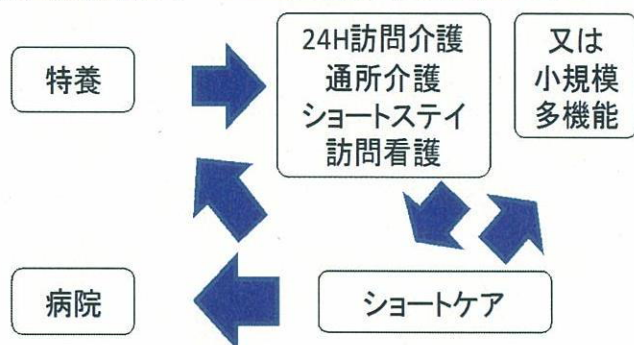 特養
24H訪問介護
通所介護
ショートステイ
訪問看護
又は
小規模
多機能
病院
ショートケア